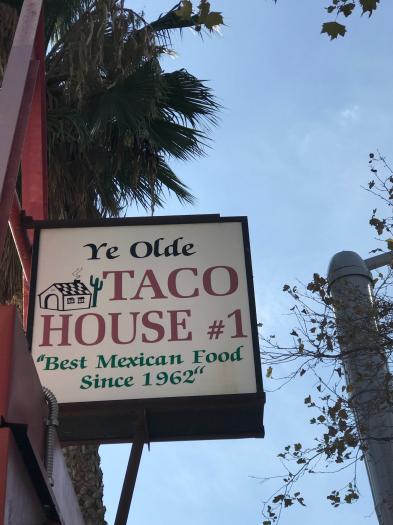 Ye Olde
TACO
HOUSE #1
"Best Mexican Food
Since 1962"